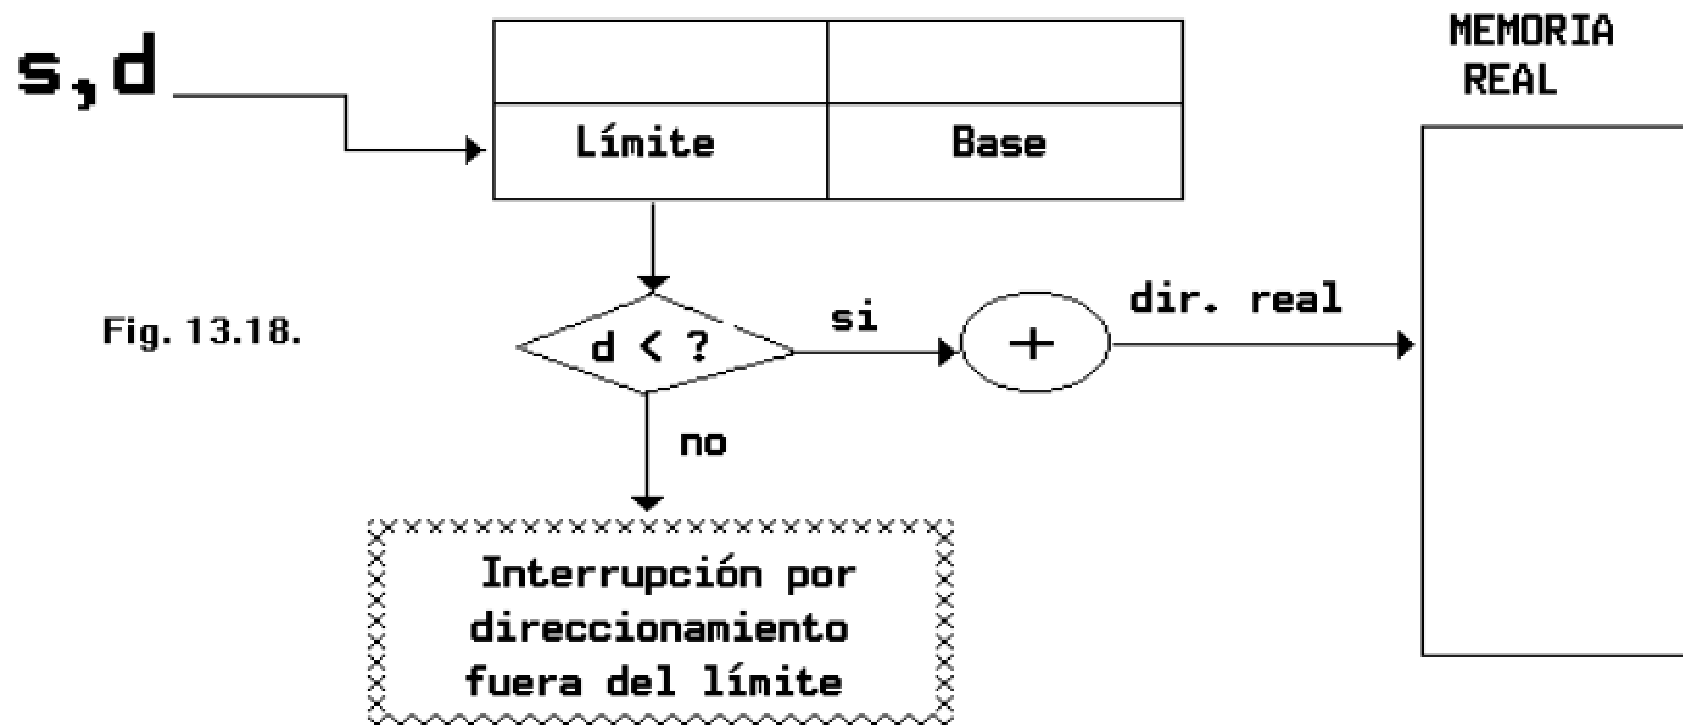 s,d
Límite
Base
MEMORIA
REAL
Fig. 13.18.
d < ?
si
+
dir. real
no
Interrupción por
direccionamiento
fuera del límite